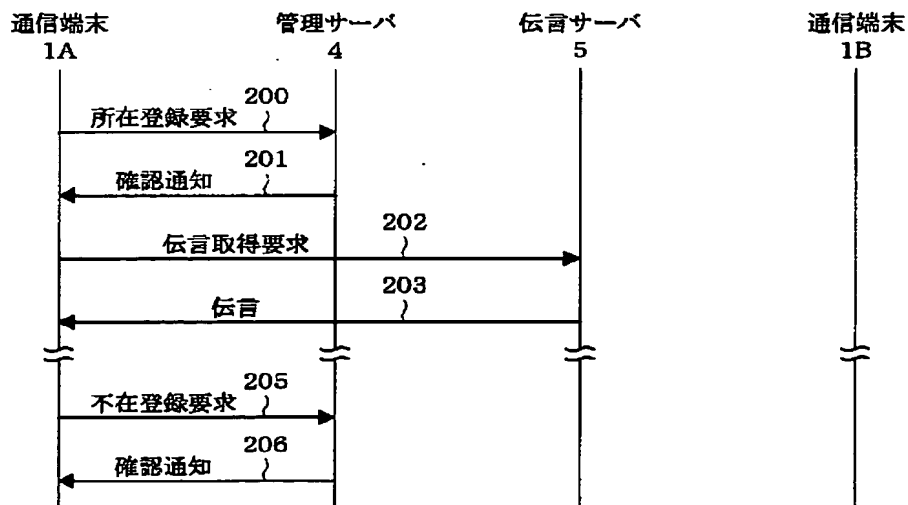 通信端末 管理サーバ 伝言サーバ 通信端末
1A 4 5 1B
200
所在登録要求
201
確認通知
202
伝言取得要求
203
伝言
205
不在登録要求
206
確認通知